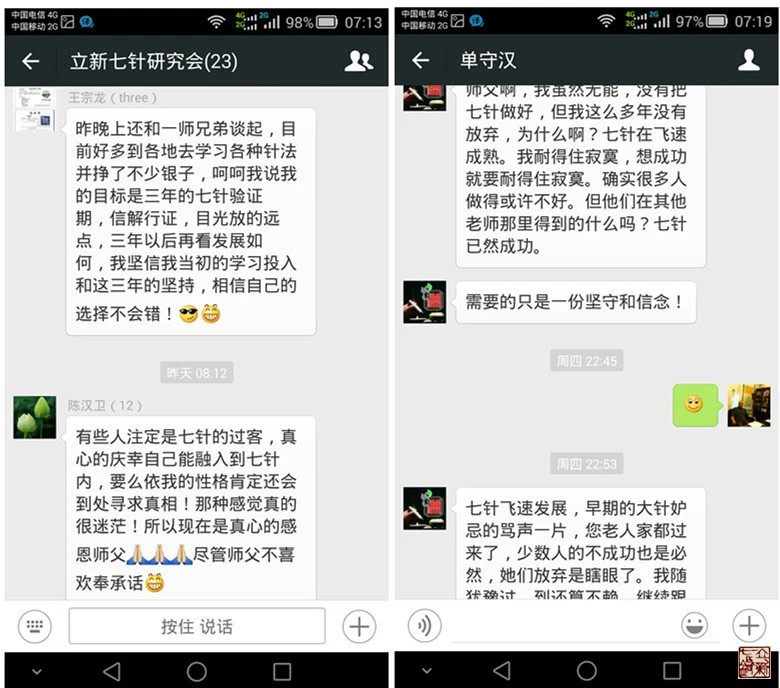 中国电信 4G
中国移动 2G
4G
2G
98%
07:13
立新七针研究会(23)
王宗龙（three）
昨晚上还和一师兄弟谈起，目
前好多到各地去学习各种针法
并挣了不少银子，呵呵我说我
的目标是三年的七针验证
期，信解行证，目光放的远
点，三年以后再看发展如
何，我坚信我当初的学习投入
和这三年的坚持，相信自己的
选择不会错！
昨天 08:12
陈汉卫（12）
有些人注定是七针的过客，真
心的庆幸自己能融入到七针
内，要么依我的性格肯定还会
到处寻求真相！那种感觉真的
很迷茫！所以现在是真心的感
恩师父尽管师父不喜
欢奉承话
按住 说话
中国电信 4G
中国移动 2G
4G
2G
97%
07:19
单守汉
师父啊，我虽然无能，没有把
七针做好，但我这么多年没有
放弃，为什么啊？七针在飞速
成熟。我耐得住寂寞，想成功
就要耐得住寂寞。确实很多人
做得或许不好。但他们在其他
老师那里得到的什么吗？七针
已然成功。
需要的只是一份坚守和信念！
周四 22:45
周四 22:53
七针飞速发展，早期的大针妒
忌的骂声一片，您老人家都过
来了，少数人的不成功也是必
然，她们放弃是瞎眼了。我随
犹豫过，到还算不赖，继续跟